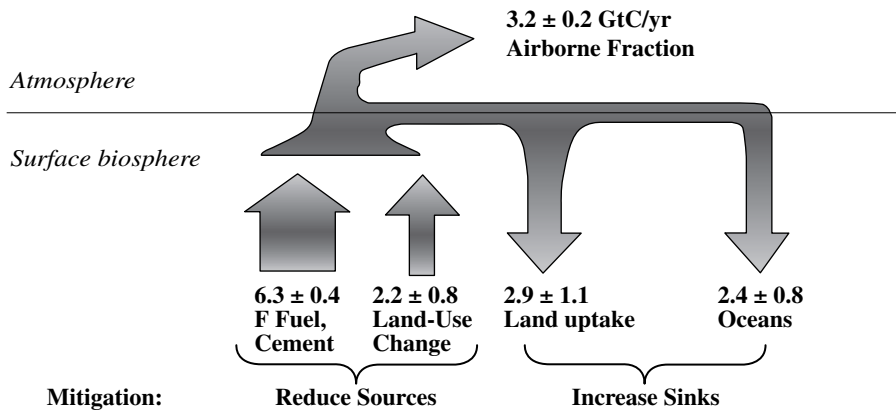 3.2 ± 0.2 GtC/yr
Airborne Fraction
Atmosphere
Surface biosphere
6.3 ± 0.4
F Fuel,
Cement
2.2 ± 0.8
Land-Use
Change
2.9 ± 1.1
Land uptake
2.4 ± 0.8
Oceans
Mitigation:
Reduce Sources
Increase Sinks